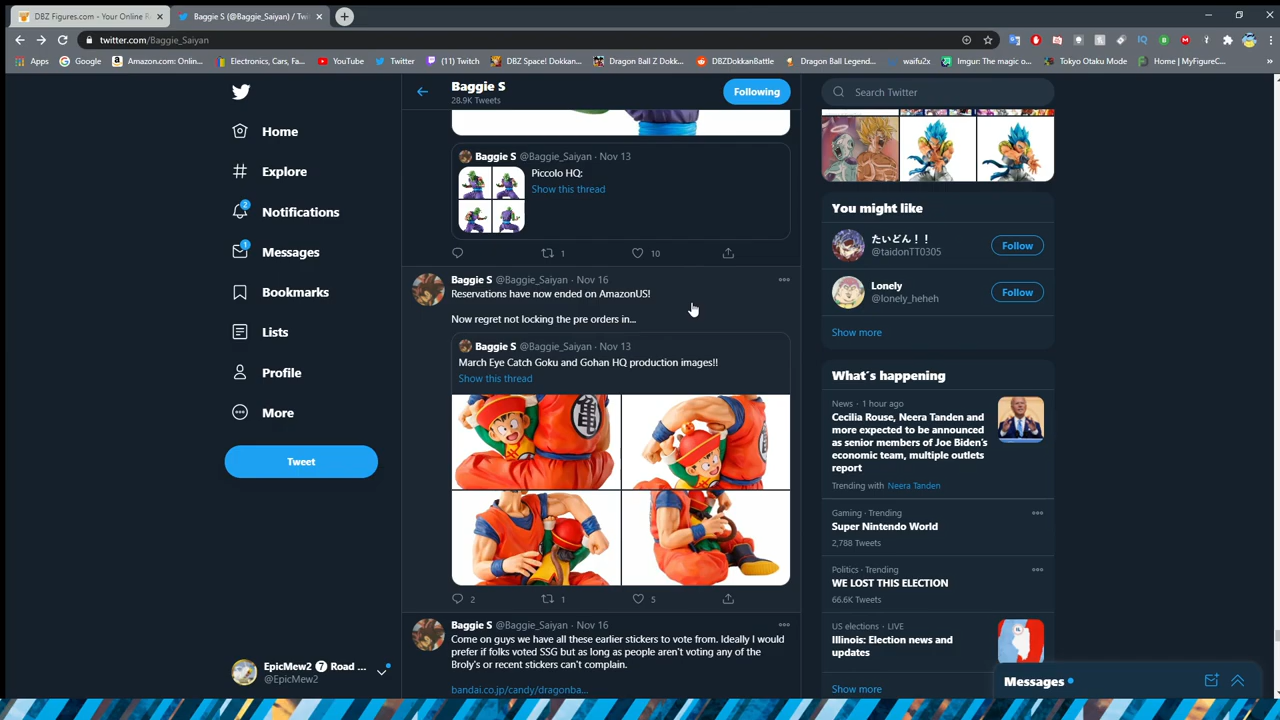 DBZ Figures.com - Your Online R
Baggie S (@Baggie_Saiyan) / Twi
twitter.com/Baggie_Saiyan
Apps
Google
Amazon.com: Onlin...
Electronics, Cars, Fa...
YouTube
Twitter
(11) Twitch
DBZ Space! Dokkan...
Dragon Ball Z Dokk...
DBZDokkanBattle
Dragon Ball Legend...
waifu2x
Imgur: The magic o...
Tokyo Otaku Mode
Home | MyFigureC...
Home
Explore
2
Notifications
1
Messages
Bookmarks
Lists
Profile
More
Tweet
EpicMew2 7 Road ...
@EpicMew2
Baggie S
28.9K Tweets
Following
Baggie S @Baggie_Saiyan · Nov 13
Piccolo HQ;
Show this thread
1
10
Baggie S @Baggie_Saiyan · Nov 16
Reservations have now ended on AmazonUS!
Now regret not locking the pre orders in...
Baggie S @Baggie_Saiyan · Nov 13
March Eye Catch Goku and Gohan HQ production images!!
Show this thread
2
1
5
Baggie S @Baggie_Saiyan · Nov 16
Come on guys we have all these earlier stickers to vote from. Ideally I would
prefer if folks voted SSG but as long as people aren't voting any of the
Broly's or recent stickers can't complain.
bandai.co.jp/candy/dragonba...
Search Twitter
You might like
たいどん！！
@taidonTT0305
Follow
Lonely
@lonely_heheh
Follow
Show more
What's happening
News · 1 hour ago
Cecilia Rouse, Neera Tanden and
more expected to be announced
as senior members of Joe Biden's
economic team, multiple outlets
report
Trending with Neera Tanden
Gaming · Trending
Super Nintendo World
2,788 Tweets
Politics · Trending
WE LOST THIS ELECTION
66.6K Tweets
US elections · LIVE
Illinois: Election news and
updates
Show more
Messages